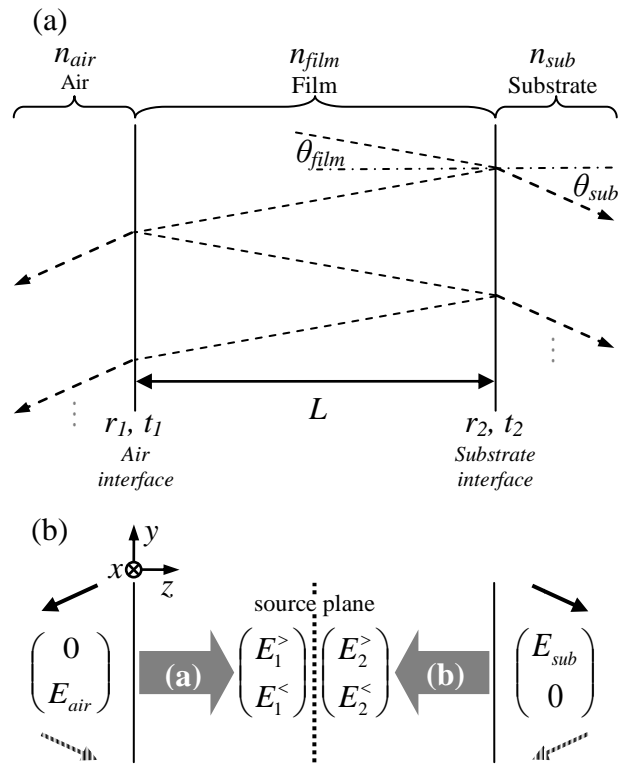 (a)
n_air n_film n_sub
Air Film Substrate
θ_film
θ_sub
L
r_1, t_1 r_2, t_2
Air Substrate
interface interface
(b)
y
x z
source plane
(0 E_air) (a) (E_1^> E_1^<) (E_2^> E_2^<) (b) (E_sub 0)